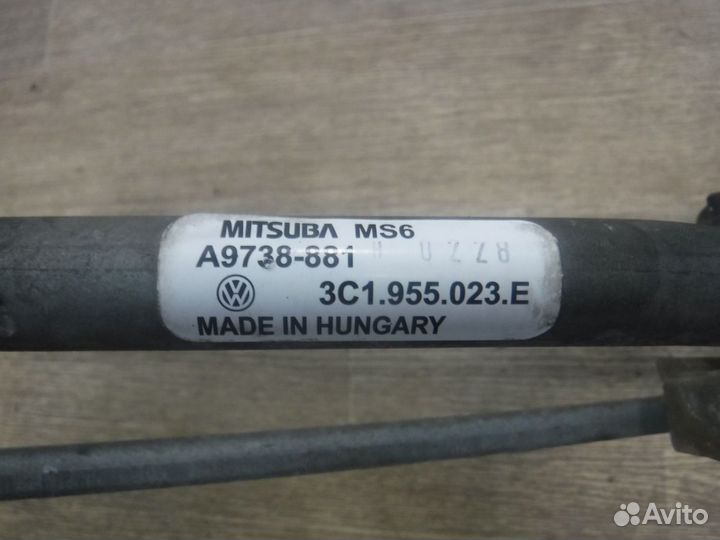 MITSUBA MS6
A9738-881
3C1.955.023.E
MADE IN HUNGARY
Avito